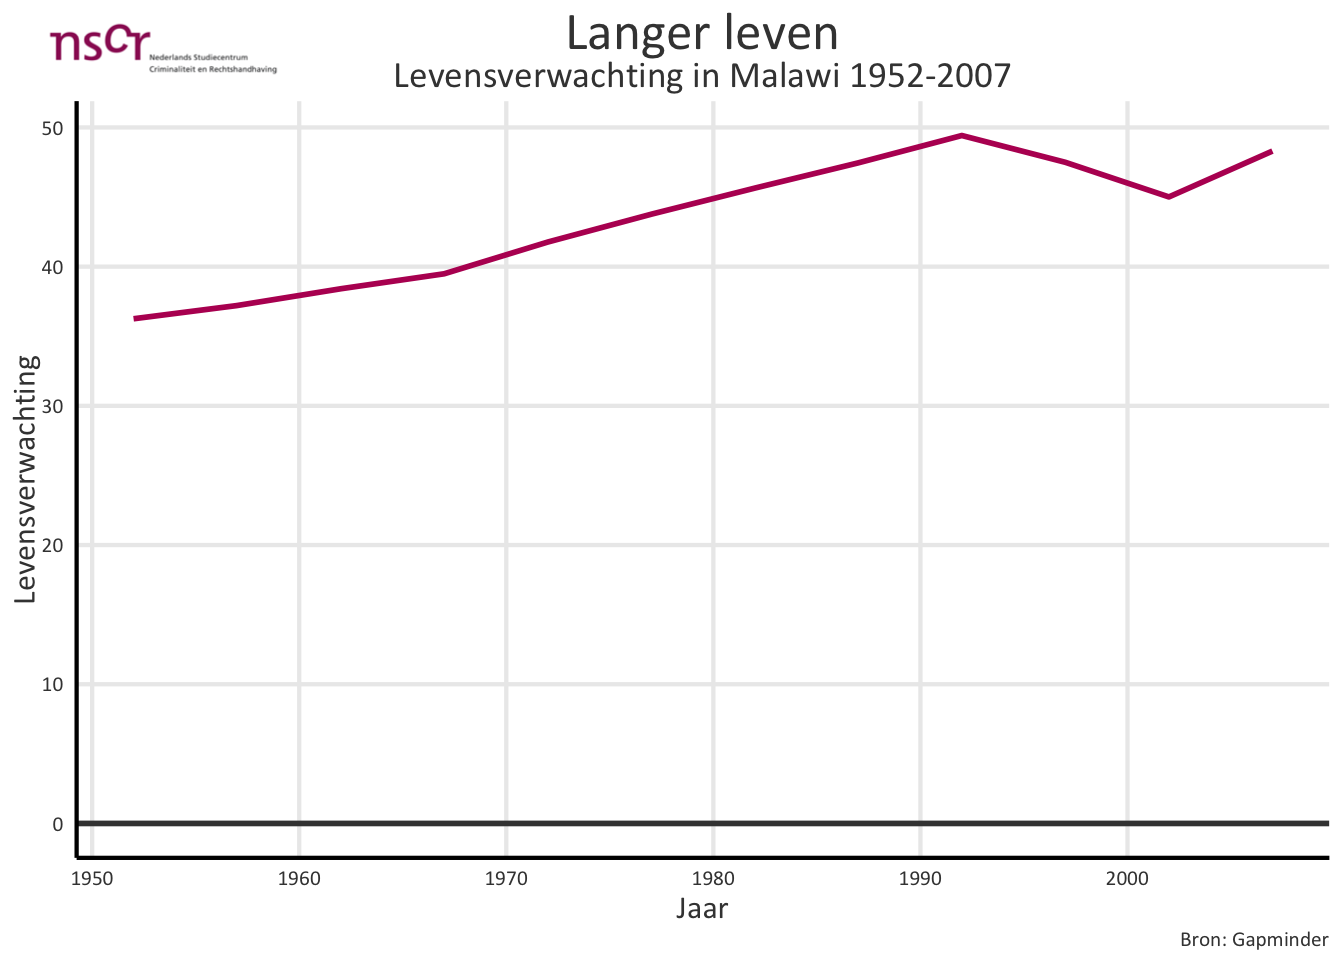 nscr
Nederlands Studiecentrum
Criminaliteit en Rechtshandhaving
Langer leven
Levensverwachting in Malawi 1952-2007
Levensverwachting
50
40
30
20
10
0
1950 1960 1970 1980 1990 2000
Jaar
Bron: Gapminder